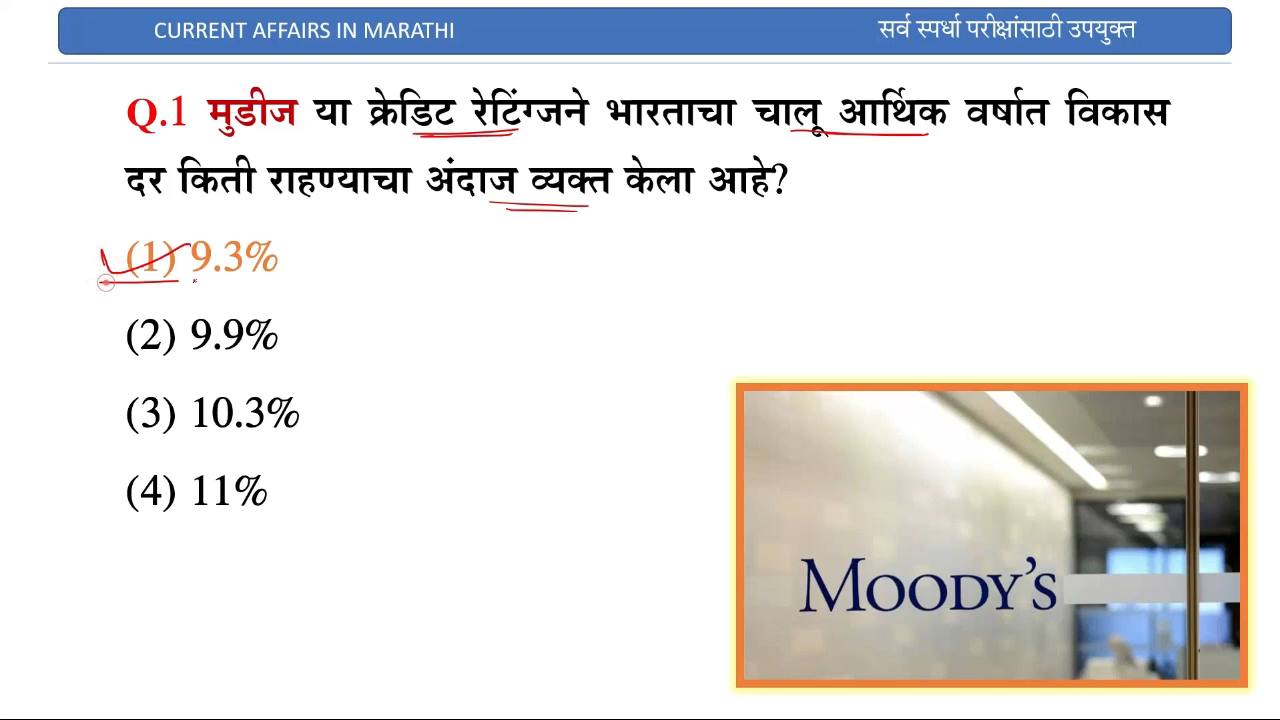 CURRENT AFFAIRS IN MARATHI
सर्व स्पर्धा परीक्षांसाठी उपयुक्त
Q.1 मुडीज या क्रेडिट रेटिंग्जने भारताचा चालू आर्थिक वर्षात विकास
दर किती राहण्याचा अंदाज व्यक्त केला आहे?
(1) 9.3%
(2) 9.9%
(3) 10.3%
(4) 11%
MOODY'S